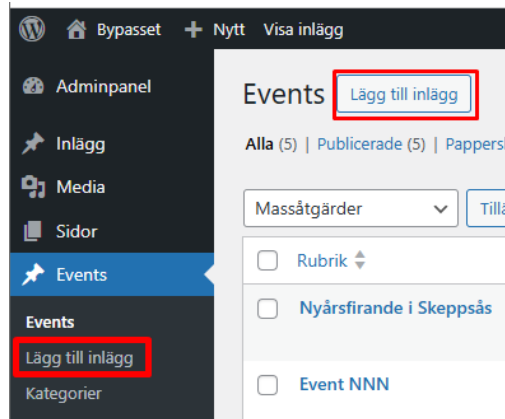 Bypasset Nytt Visa inlägg
Adminpanel
Inlägg
Media
Sidor
Events
Events
Lägg till inlägg
Kategorier
Events Lägg till inlägg
Alla (5) | Publicerade (5) | Pappers
Massåtgärder
Rubrik
Nyårsfirande i Skeppsås
Event NNN